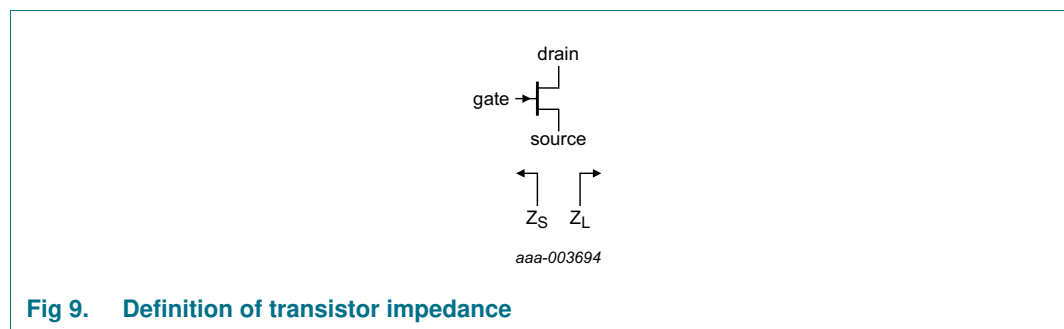 drain
gate
source
ZS ZL
aaa-003694
Fig 9. Definition of transistor impedance